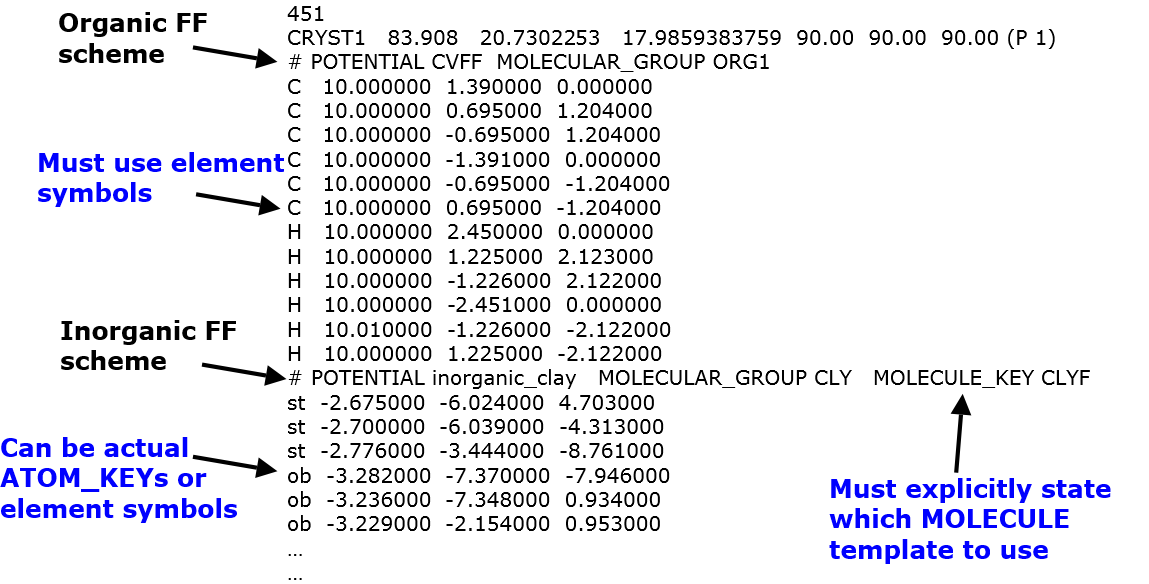 451
CRYST1 83.908 20.7302253 17.9859383759 90.00 90.00 90.00 (P 1)
Organic FF
scheme
# POTENTIAL CVFF MOLECULAR_GROUP ORG1
C 10.000000 1.390000 0.000000
C 10.000000 0.695000 1.204000
C 10.000000 -0.695000 1.204000
Must use element
symbols
C 10.000000 -1.391000 0.000000
C 10.000000 -0.695000 -1.204000
C 10.000000 0.695000 -1.204000
H 10.000000 2.450000 0.000000
H 10.000000 1.225000 2.123000
H 10.000000 -1.226000 2.122000
H 10.000000 -2.451000 0.000000
H 10.010000 -1.226000 -2.122000
H 10.000000 1.225000 -2.122000
Inorganic FF
scheme
# POTENTIAL inorganic_clay MOLECULAR_GROUP CLY MOLECULE_KEY CLYF
st -2.675000 -6.024000 4.703000
st -2.700000 -6.039000 -4.313000
st -2.776000 -3.444000 -8.761000
Can be actual
ATOM_KEYs or
element symbols
ob -3.282000 -7.370000 -7.946000
ob -3.236000 -7.348000 0.934000
ob -3.229000 -2.154000 0.953000
...
...
Must explicitly state
which MOLECULE
template to use